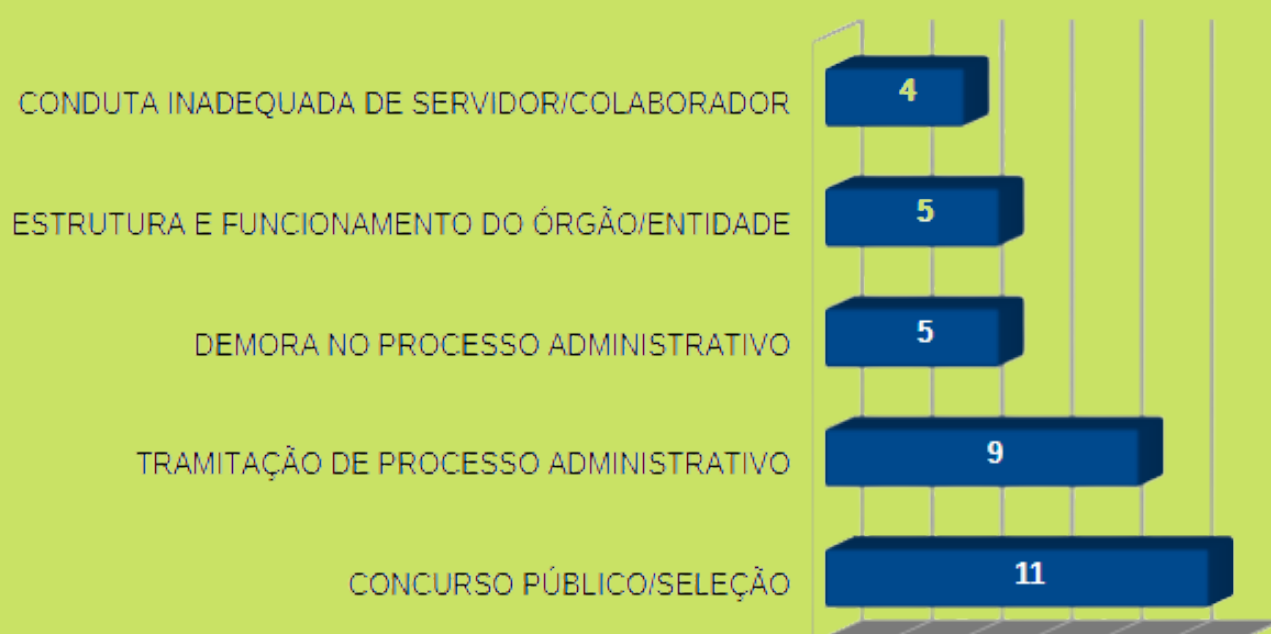 CONDUTA INADEQUADA DE SERVIDOR/COLABORADOR 4
ESTRUTURA E FUNCIONAMENTO DO ÓRGÃO/ENTIDADE 5
DEMORA NO PROCESSO ADMINISTRATIVO 5
TRAMITAÇÃO DE PROCESSO ADMINISTRATIVO 9
CONCURSO PÚBLICO/SELEÇÃO 11